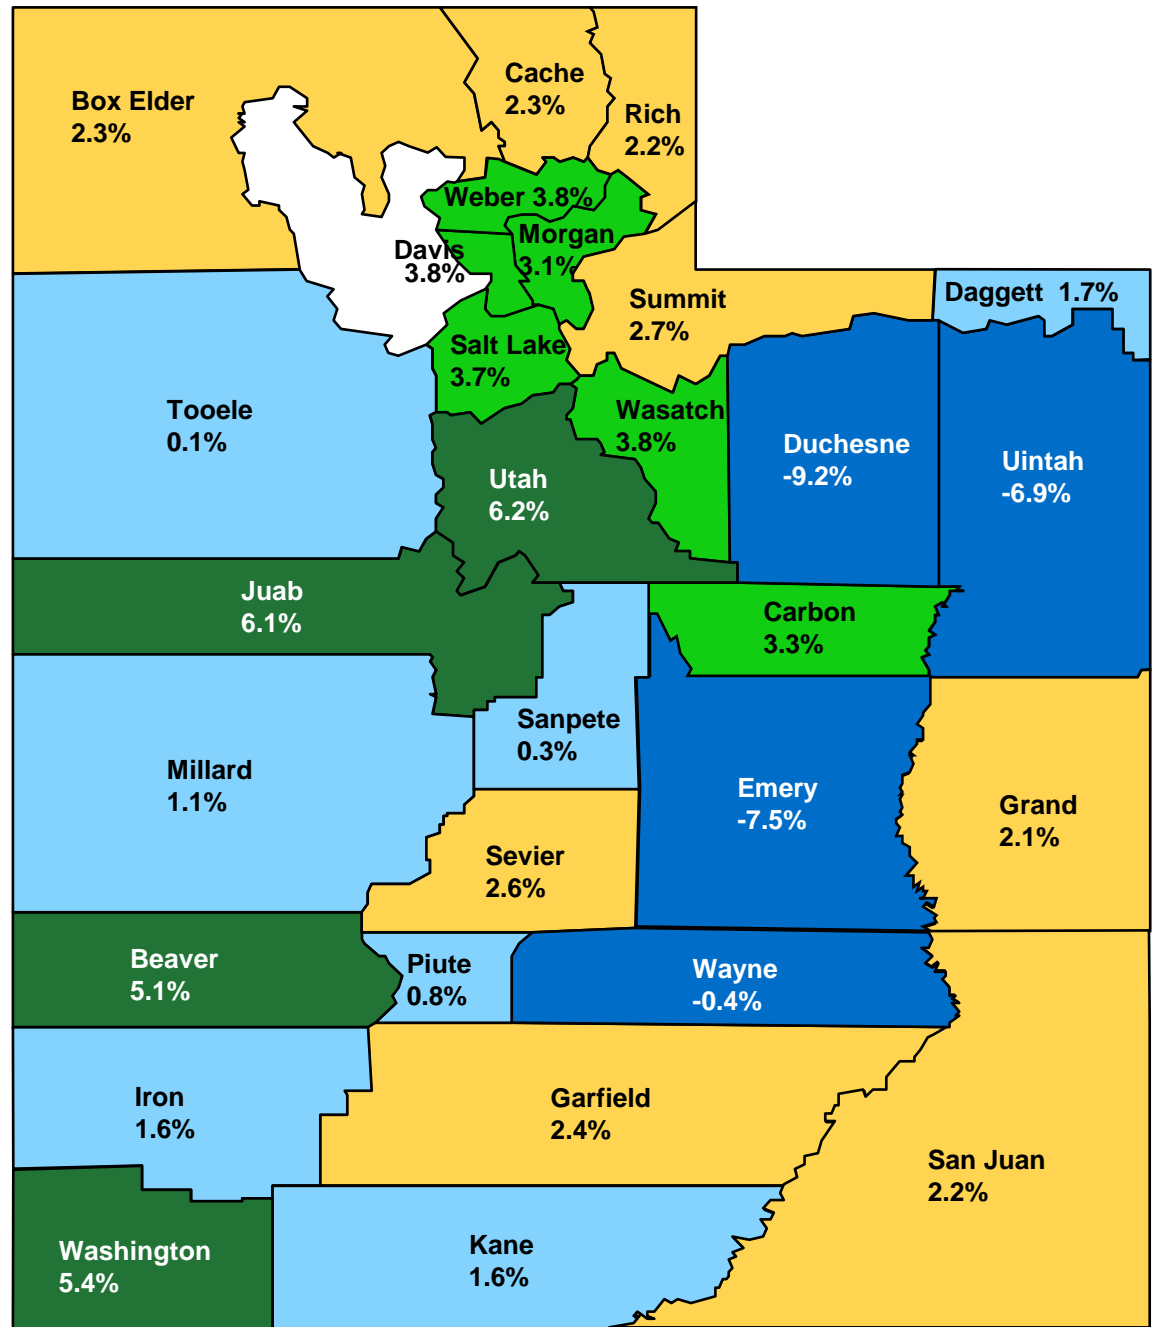 Cache
2.3%
Box Elder
2.3%
Rich
2.2%
Weber 3.8%
Morgan
3.1%
Davis
3.8%
Daggett 1.7%
Summit
2.7%
Salt Lake
3.7%
Tooele
0.1%
Wasatch
3.8%
Duchesne
-9.2%
Uintah
-6.9%
Utah
6.2%
Juab
6.1%
Carbon
3.3%
Sanpete
0.3%
Millard
1.1%
Emery
-7.5%
Grand
2.1%
Sevier
2.6%
Beaver
5.1%
Piute
0.8%
Wayne
-0.4%
Iron
1.6%
Garfield
2.4%
San Juan
2.2%
Washington
5.4%
Kane
1.6%